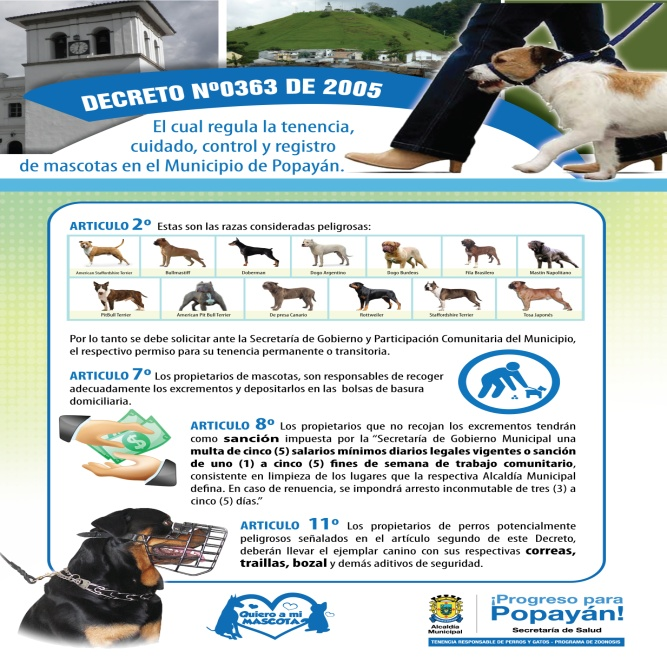 DECRETO Nº0363 DE 2005
El cual regula la tenencia,
cuidado, control y registro
de mascotas en el Municipio de Popayán.
ARTICULO 2º Estas son las razas consideradas peligrosas:
American Staffordshire Terrier Bullmastiff Doberman Dogo Argentino Dogo Burdeos Fila Brasilero Mastin Napolitano
PitBull Terrier American Pit Bull Terrier De presa Canario Rottweiler Staffordshire Terrier Tosa Japonés
Por lo tanto se debe solicitar ante la Secretaría de Gobierno y Participación Comunitaria del Municipio,
el respectivo permiso para su tenencia permanente o transitoria.
ARTICULO 7º Los propietarios de mascotas, son responsables de recoger
adecuadamente los excrementos y depositarlos en las bolsas de basura
domiciliaria.
ARTICULO 8º Los propietarios que no recojan los excrementos tendrán
como sanción impuesta por la “Secretaría de Gobierno Municipal una
multa de cinco (5) salarios mínimos diarios legales vigentes o sanción
de uno (1) a cinco (5) fines de semana de trabajo comunitario,
consistente en limpieza de los lugares que la respectiva Alcaldía Municipal
defina. En caso de renuencia, se impondrá arresto inconmutable de tres (3) a
cinco (5) días.”
ARTICULO 11º Los propietarios de perros potencialmente
peligrosos señalados en el artículo segundo de este Decreto,
deberán llevar el ejemplar canino con sus respectivas correas,
traillas, bozal y demás aditivos de seguridad.
Quiero a mi
MASCOTA
Alcaldía
Municipal
¡Progreso para
Popayán!
Secretaría de Salud
TENENCIA RESPONSABLE DE PERROS Y GATOS - PROGRAMA DE ZOONOSIS